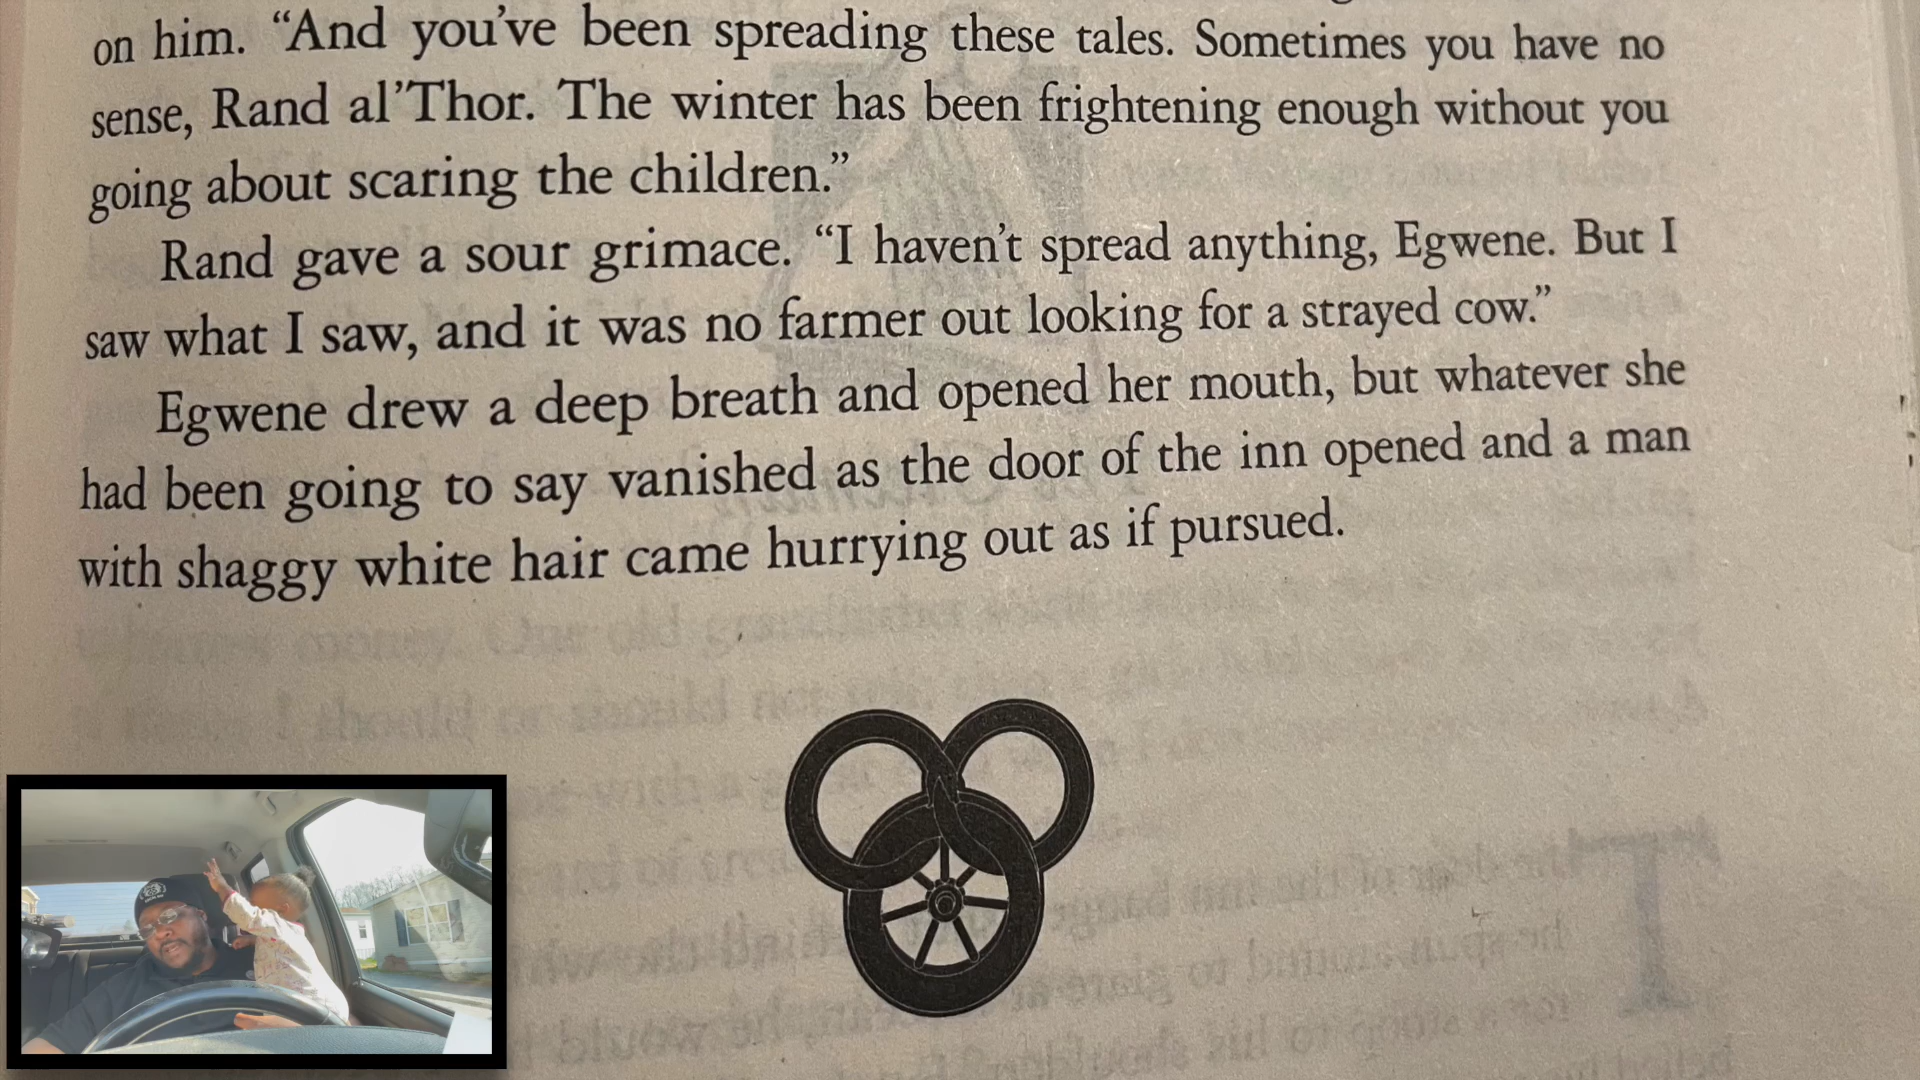 on him. “And you’ve been spreading these tales. Sometimes you have no
sense, Rand al’Thor. The winter has been frightening enough without you
going about scaring the children.”
Rand gave a sour grimace. “I haven’t spread anything, Egwene. But I
saw what I saw, and it was no farmer out looking for a strayed cow.”
Egwene drew a deep breath and opened her mouth, but whatever she
had been going to say vanished as the door of the inn opened and a man
with shaggy white hair came hurrying out as if pursued.